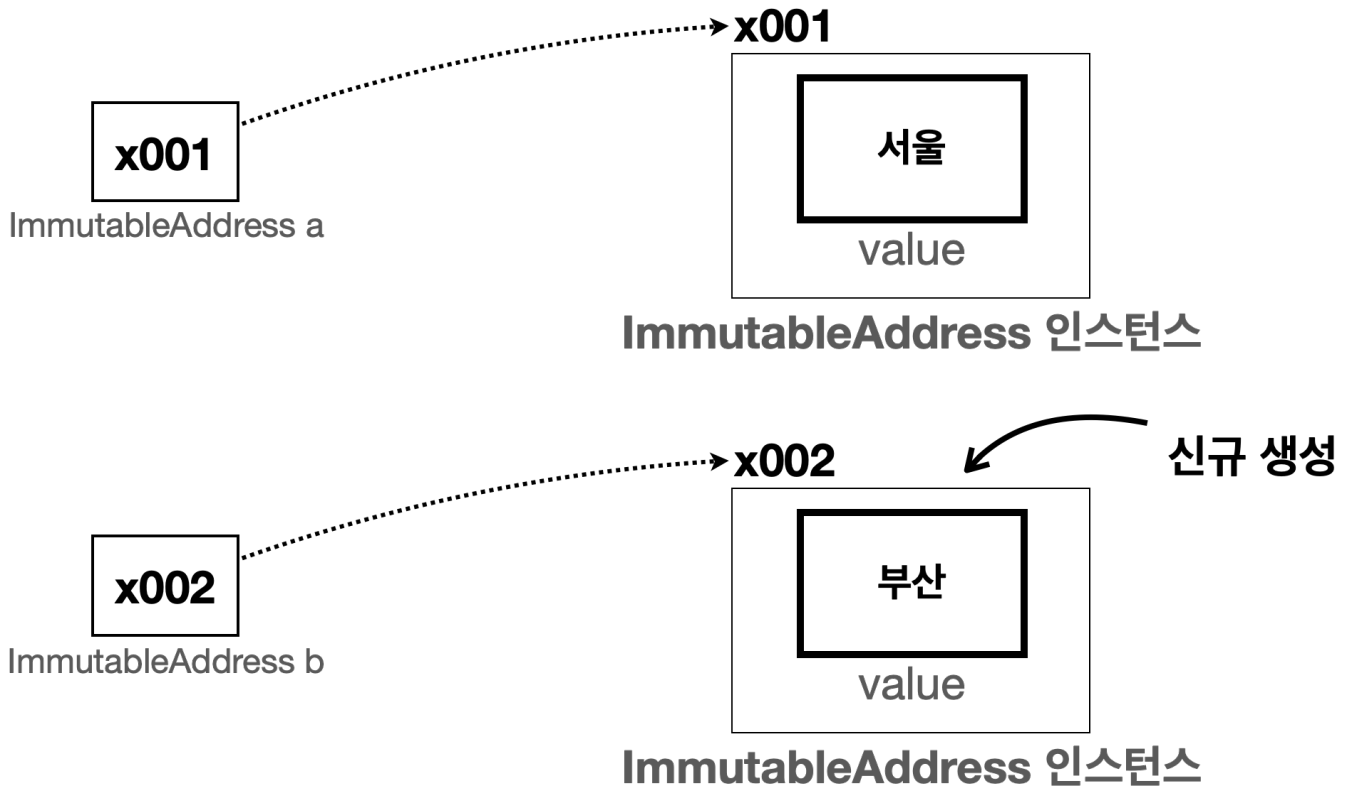 x001
x001
서울
ImmutableAddress a
value
ImmutableAddress 인스턴스
x002
신규 생성
x002
부산
ImmutableAddress b
value
ImmutableAddress 인스턴스